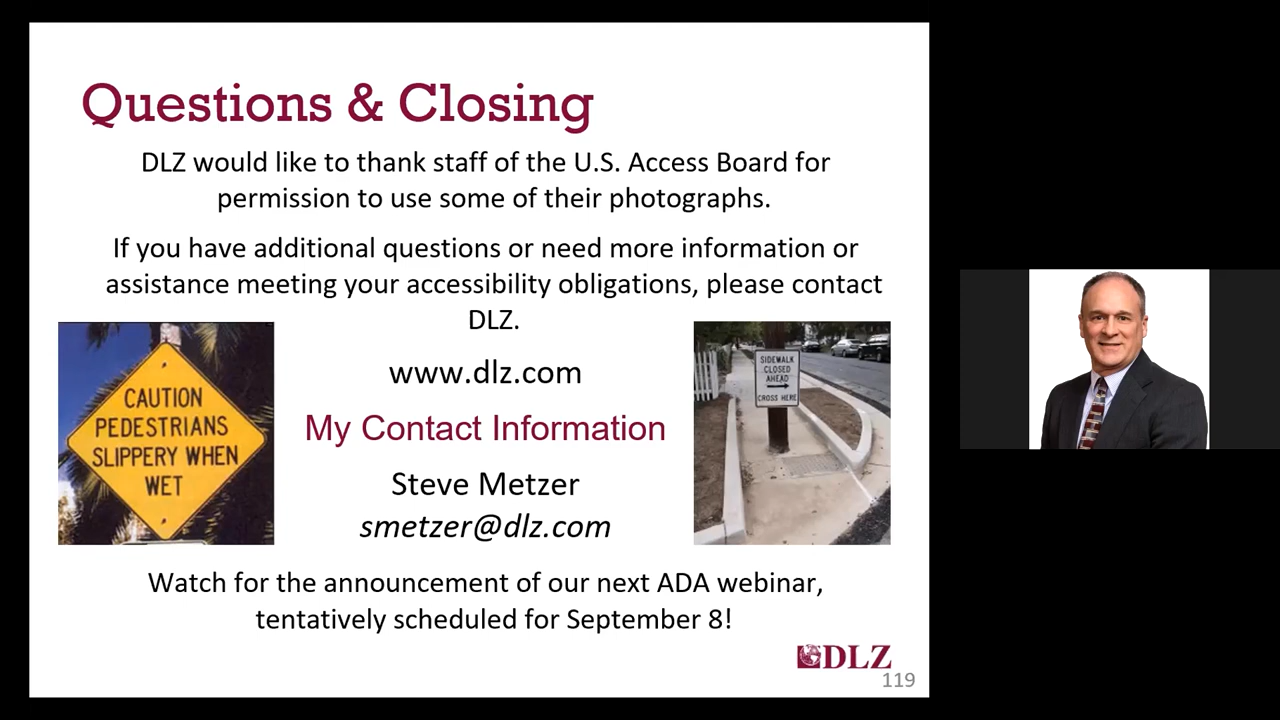 Questions & Closing
DLZ would like to thank staff of the U.S. Access Board for
permission to use some of their photographs.
If you have additional questions or need more information or
assistance meeting your accessibility obligations, please contact
DLZ.
www.dlz.com
My Contact Information
Steve Metzer
smetzer@dlz.com
CAUTION
PEDESTRIANS
SLIPPERY WHEN
WET
SIDEWALK
CLOSED
AHEAD
CROSS HERE
Watch for the announcement of our next ADA webinar,
tentatively scheduled for September 8!
DLZ
119